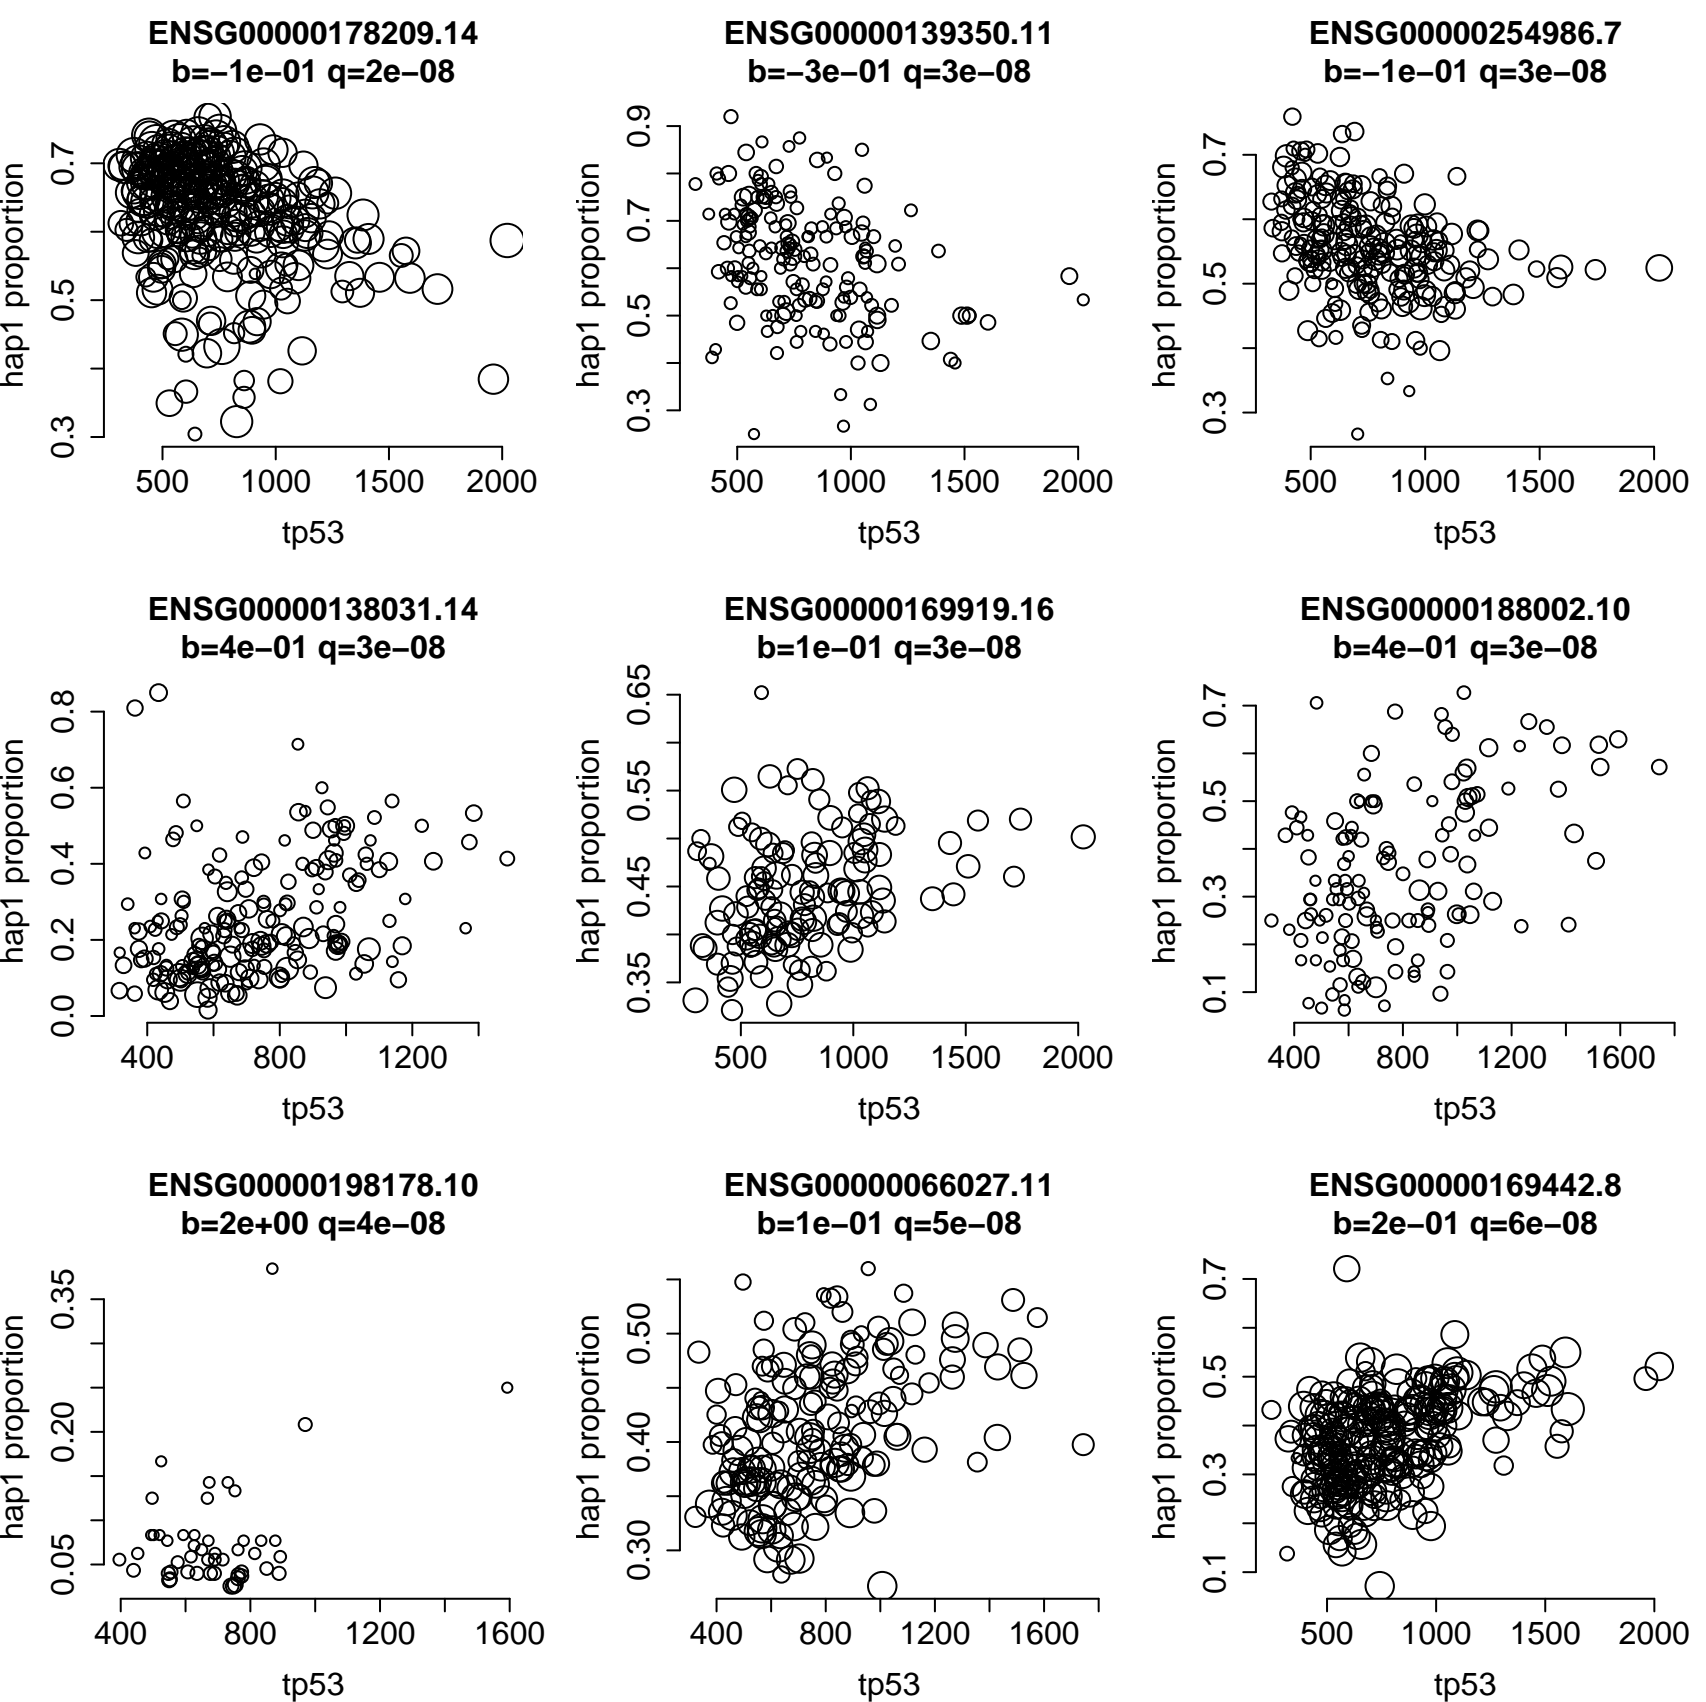 ENSG00000178209.14
b=−1e−01 q=2e−08
hap1 proportion
0.3 0.5 0.7
500 1000 1500 2000
tp53
ENSG00000139350.11
b=−3e−01 q=3e−08
hap1 proportion
0.3 0.5 0.7 0.9
500 1000 1500 2000
tp53
ENSG00000254986.7
b=−1e−01 q=3e−08
hap1 proportion
0.3 0.5 0.7
500 1000 1500 2000
tp53
ENSG00000138031.14
b=4e−01 q=3e−08
hap1 proportion
0.0 0.2 0.4 0.6 0.8
400 800 1200
tp53
ENSG00000169919.16
b=1e−01 q=3e−08
hap1 proportion
0.35 0.45 0.55 0.65
500 1000 1500 2000
tp53
ENSG00000188002.10
b=4e−01 q=3e−08
hap1 proportion
0.1 0.3 0.5 0.7
400 800 1200 1600
tp53
ENSG00000198178.10
b=2e+00 q=4e−08
hap1 proportion
0.05 0.20 0.35
400 800 1200 1600
tp53
ENSG00000066027.11
b=1e−01 q=5e−08
hap1 proportion
0.30 0.40 0.50
400 800 1200 1600
tp53
ENSG00000169442.8
b=2e−01 q=6e−08
hap1 proportion
0.1 0.3 0.5 0.7
500 1000 1500 2000
tp53